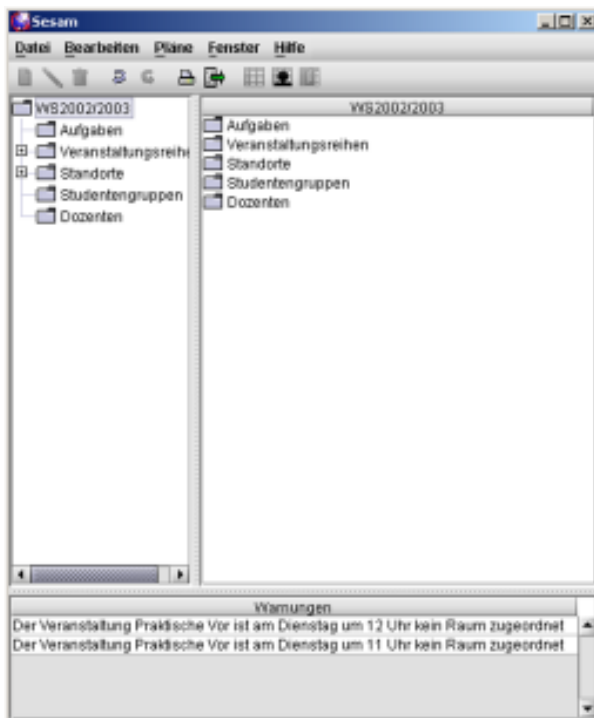 Sesam
Datei Bearbeiten Pläne Fenster Hilfe
WS2002/2003
Aufgaben
Veranstaltungsreihe
Standorte
Studentengruppen
Dozenten
WS2002/2003
Aufgaben
Veranstaltungsreihen
Standorte
Studentengruppen
Dozenten
Warnungen
Der Veranstaltung Praktische Vor ist am Dienstag um 12 Uhr kein Raum zugeordnet
Der Veranstaltung Praktische Vor ist am Dienstag um 11 Uhr kein Raum zugeordnet